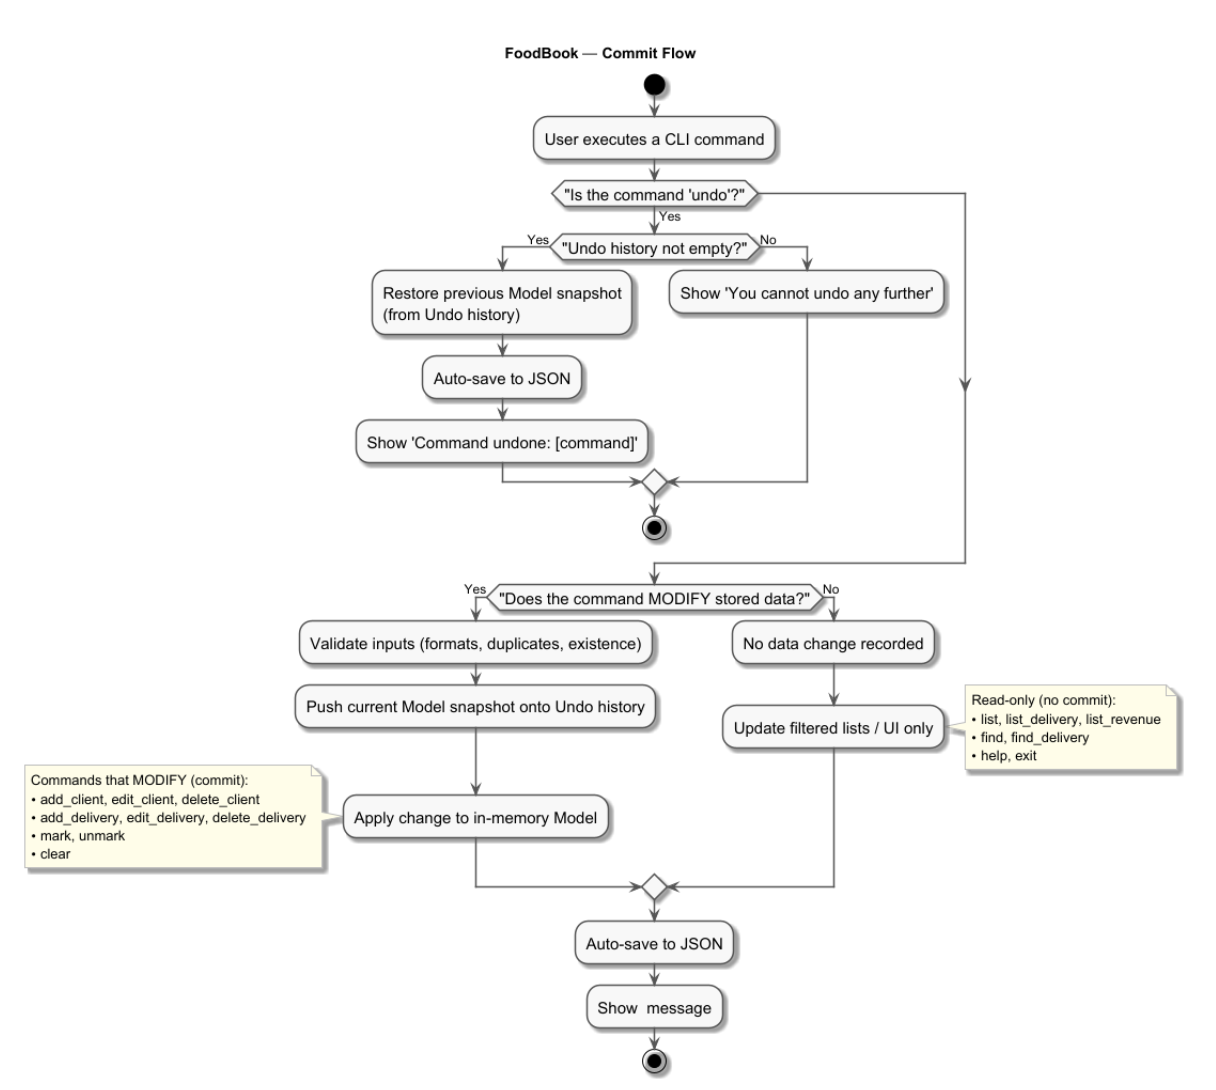 FoodBook — Commit Flow
User executes a CLI command
"Is the command 'undo'?"
Yes
Yes
"Undo history not empty?"
No
Restore previous Model snapshot
(from Undo history)
Show 'You cannot undo any further'
Auto-save to JSON
Show 'Command undone: [command]'
Yes
"Does the command MODIFY stored data?"
No
Validate inputs (formats, duplicates, existence)
No data change recorded
Push current Model snapshot onto Undo history
Update filtered lists / UI only
Read-only (no commit):
• list, list_delivery, list_revenue
• find, find_delivery
• help, exit
Commands that MODIFY (commit):
• add_client, edit_client, delete_client
• add_delivery, edit_delivery, delete_delivery
• mark, unmark
• clear
Apply change to in-memory Model
Auto-save to JSON
Show  message